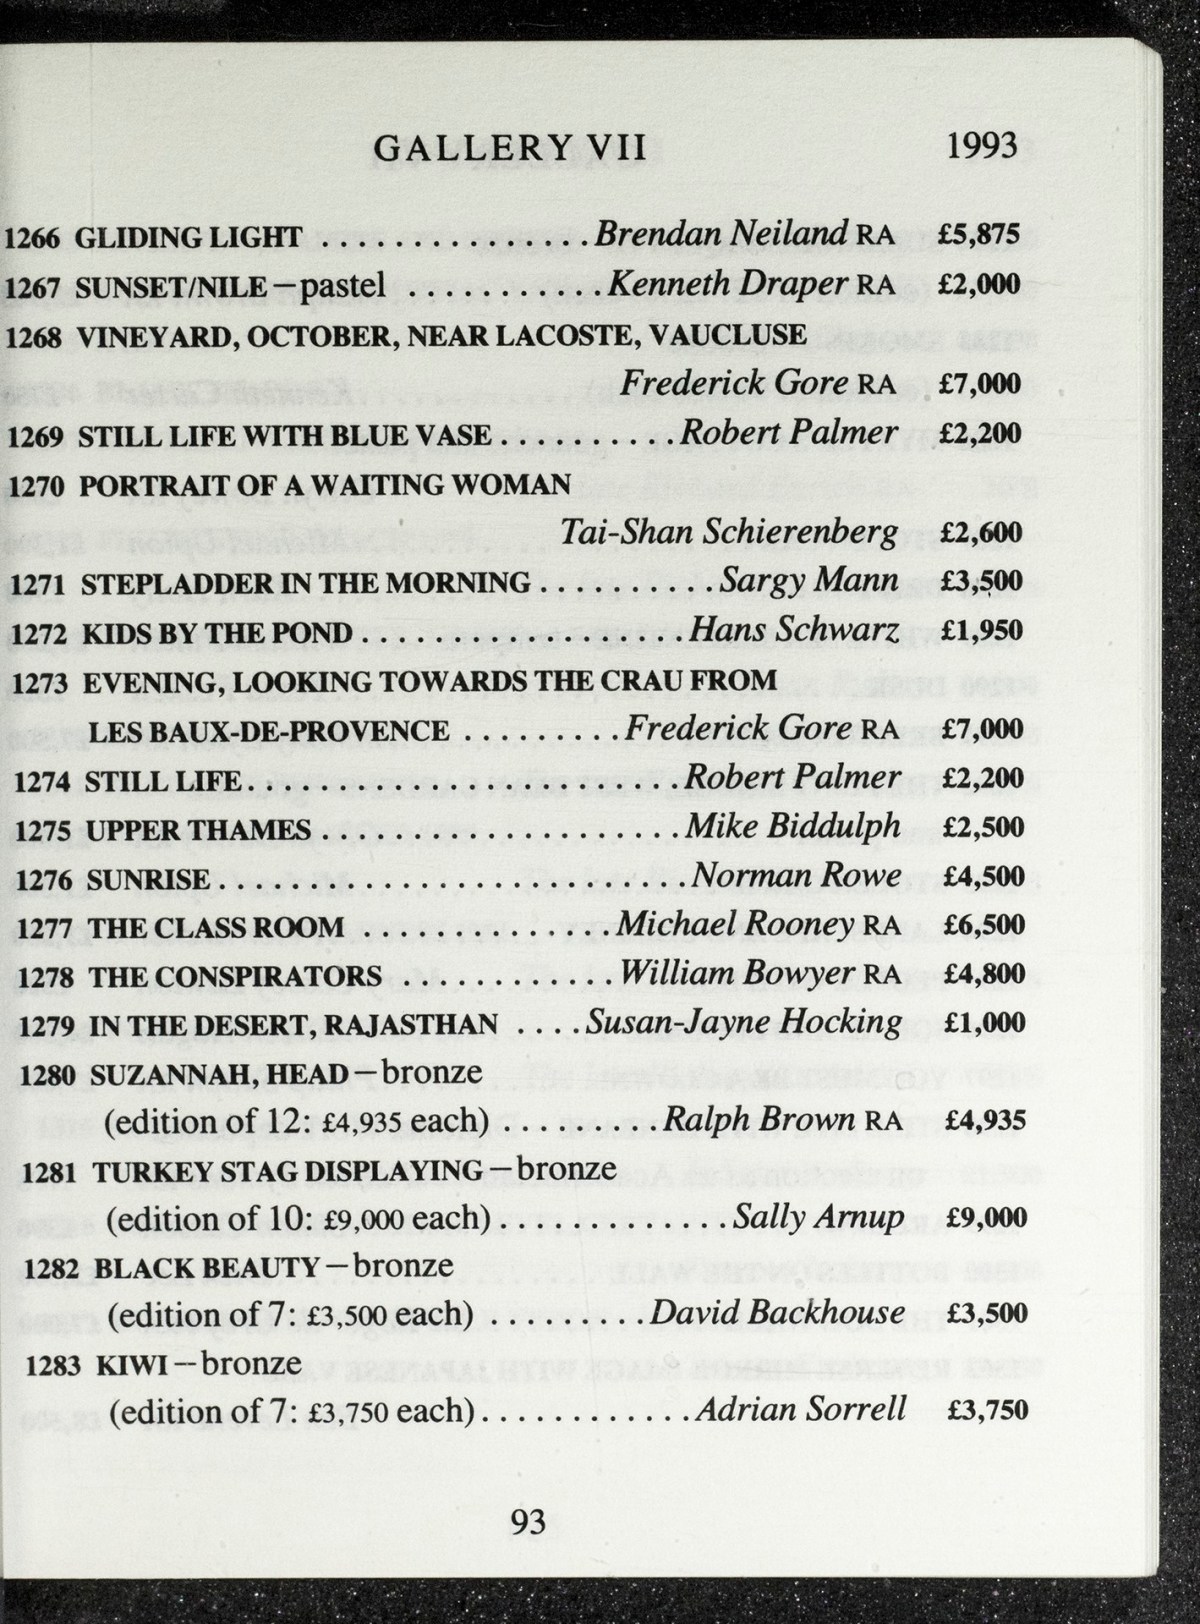 GALLERY VII 1993
1266 GLIDING LIGHT ............... Brendan Neiland RA £5,875
1267 SUNSET/NILE — pastel ........... Kenneth Draper RA £2,000
1268 VINEYARD, OCTOBER, NEAR LACOSTE, VAUCLUSE
Frederick Gore RA £7,000
1269 STILL LIFE WITH BLUE VASE .......... Robert Palmer £2,200
1270 PORTRAIT OF A WAITING WOMAN
Tai-Shan Schierenberg £2,600
1271 STEPLADDER IN THE MORNING .......... Sargy Mann £3,500
1272 KIDS BY THE POND .................. Hans Schwarz £1,950
1273 EVENING, LOOKING TOWARDS THE CRAU FROM
LES BAUX-DE-PROVENCE ......... Frederick Gore RA £7,000
1274 STILL LIFE ........................ Robert Palmer £2,200
1275 UPPER THAMES .................... Mike Biddulph £2,500
1276 SUNRISE .......................... Norman Rowe £4,500
1277 THE CLASS ROOM .............. Michael Rooney RA £6,500
1278 THE CONSPIRATORS ............ William Bowyer RA £4,800
1279 IN THE DESERT, RAJASTHAN .... Susan-Jayne Hocking £1,000
1280 SUZANNAH, HEAD — bronze
(edition of 12: £4,935 each) ......... Ralph Brown RA £4,935
1281 TURKEY STAG DISPLAYING — bronze
(edition of 10: £9,000 each) ............. Sally Arnup £9,000
1282 BLACK BEAUTY — bronze
(edition of 7: £3,500 each) ......... David Backhouse £3,500
1283 KIWI — bronze
(edition of 7: £3,750 each) ............ Adrian Sorrell £3,750
93